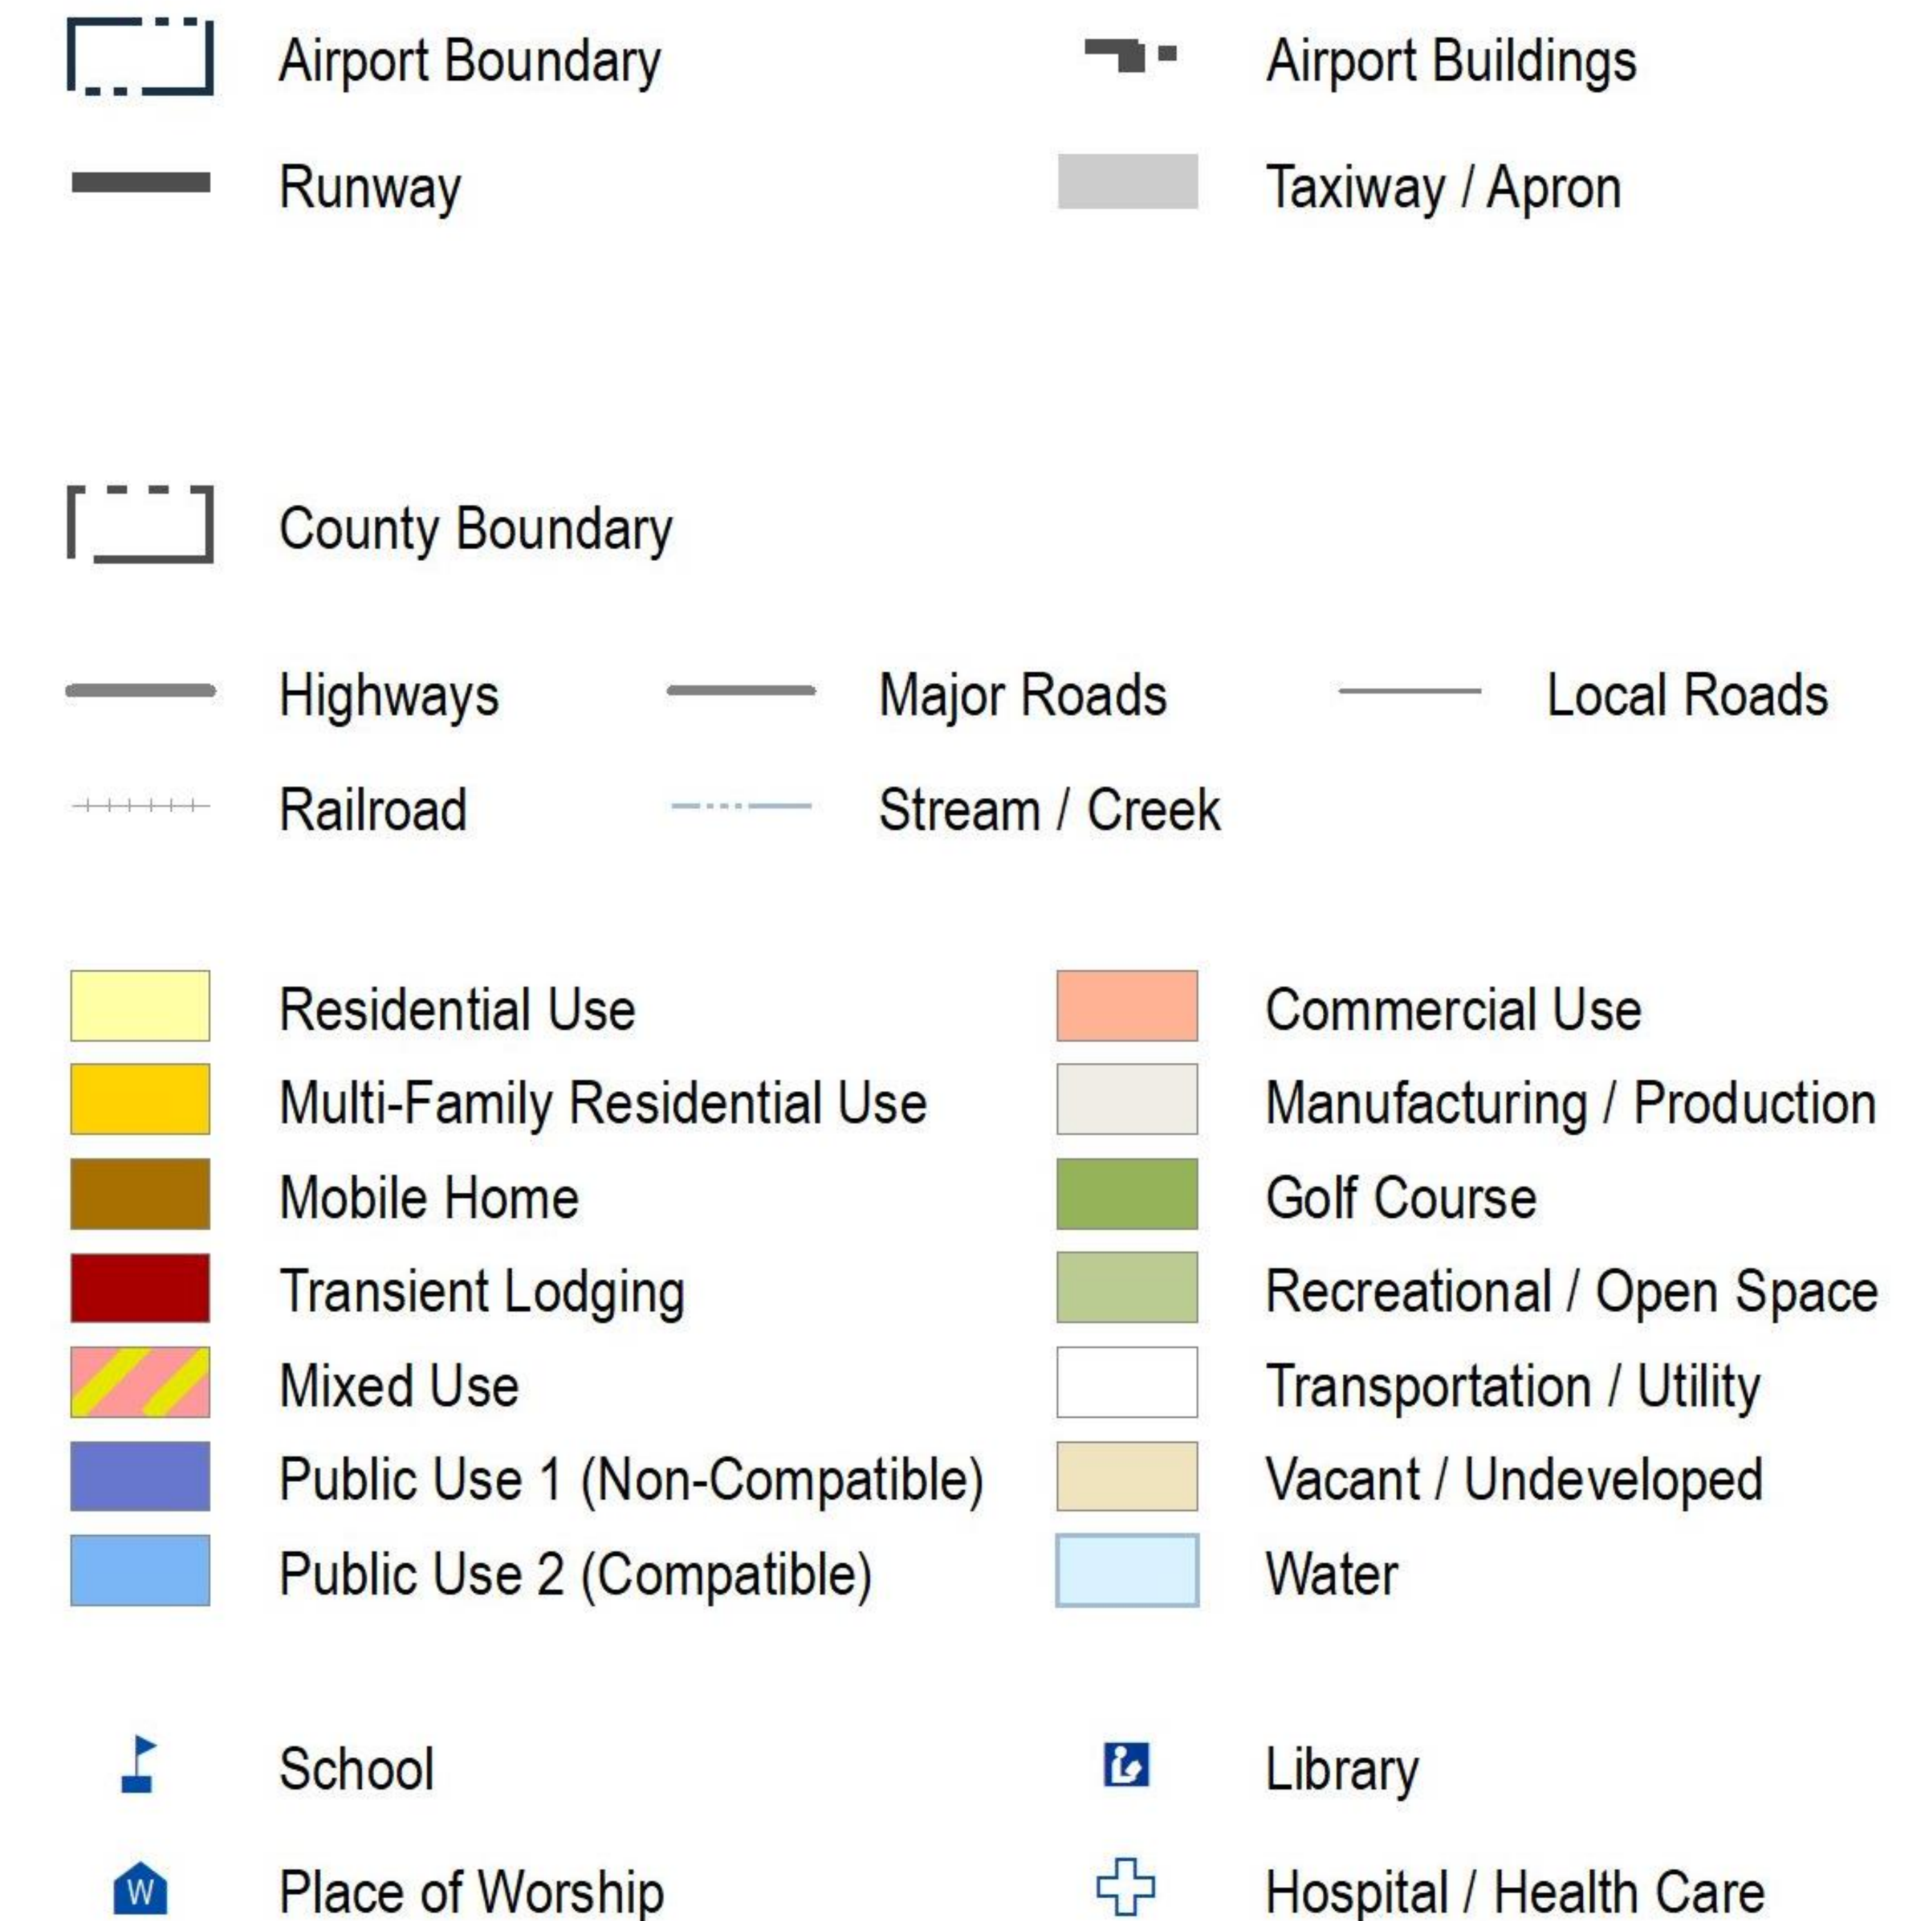 Airport Boundary
Airport Buildings
Runway
Taxiway / Apron
County Boundary
Highways
Major Roads
Local Roads
Railroad
Stream / Creek
Residential Use
Commercial Use
Multi-Family Residential Use
Manufacturing / Production
Mobile Home
Golf Course
Transient Lodging
Recreational / Open Space
Mixed Use
Transportation / Utility
Public Use 1 (Non-Compatible)
Vacant / Undeveloped
Public Use 2 (Compatible)
Water
School
Library
W
Place of Worship
Hospital / Health Care